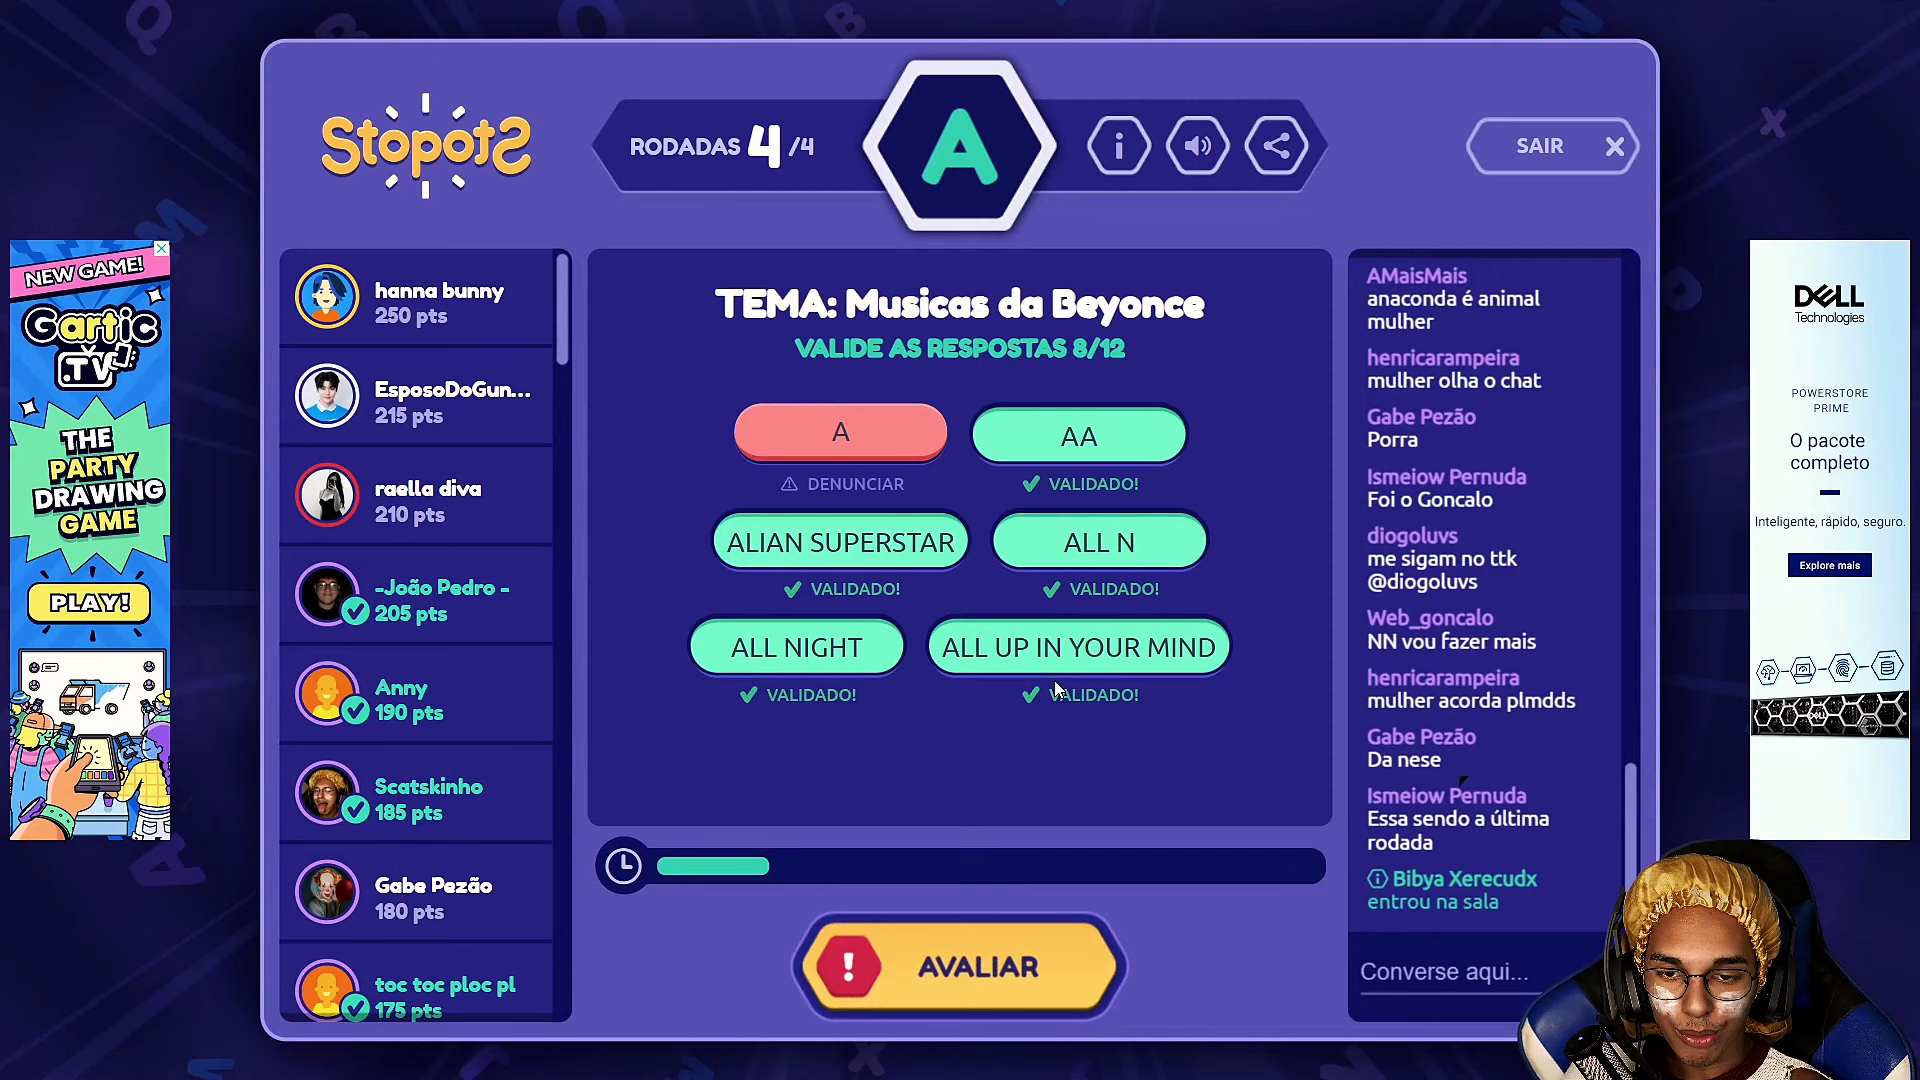 StopotS
RODADAS 4 /4
A
SAIR
NEW GAME!
Gartic
.TV
THE
PARTY
DRAWING
GAME
PLAY!
hanna bunny
250 pts
EsposoDoGun...
215 pts
raella diva
210 pts
-João Pedro -
205 pts
Anny
190 pts
Scatskinho
185 pts
Gabe Pezão
180 pts
toc toc ploc pl
175 pts
TEMA: Musicas da Beyonce
VALIDE AS RESPOSTAS 8/12
A
AA
DENUNCIAR
VALIDADO!
ALIAN SUPERSTAR
ALL N
VALIDADO!
VALIDADO!
ALL NIGHT
ALL UP IN YOUR MIND
VALIDADO!
VALIDADO!
AVALIAR
AMaisMais
anaconda é animal
mulher
henricarampeira
mulher olha o chat
Gabe Pezão
Porra
Ismeiow Pernuda
Foi o Goncalo
diogoluvs
me sigam no ttk
@diogoluvs
Web_goncalo
NN vou fazer mais
henricarampeira
mulher acorda plmdds
Gabe Pezão
Da nese
Ismeiow Pernuda
Essa sendo a última
rodada
Bibya Xerecudx
entrou na sala
Converse aqui...
DELL
Technologies
POWERSTORE
PRIME
O pacote
completo
Inteligente, rápido, seguro.
Explore mais